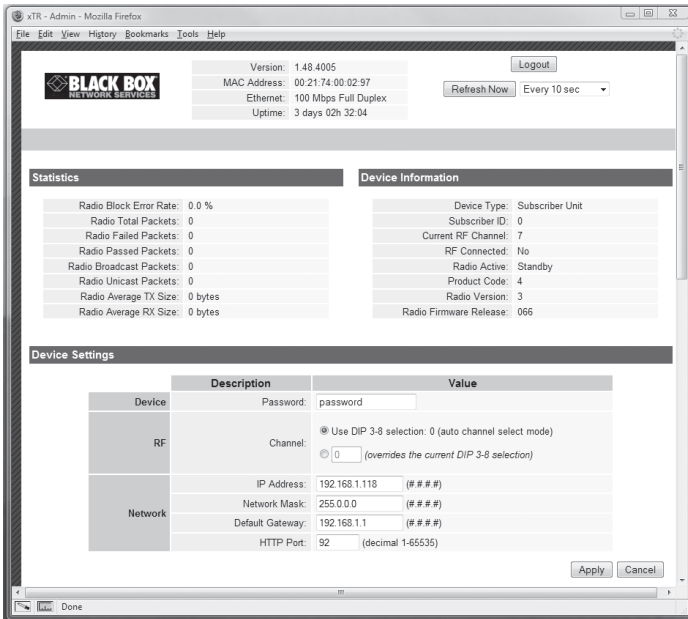 xTR - Admin - Mozilla Firefox
File Edit View History Bookmarks Tools Help
BLACK BOX
NETWORK SERVICES
Version: 1.48.4005
MAC Address: 00:21:74:00:02:97
Ethernet: 100 Mbps Full Duplex
Uptime: 3 days 02h 32:04
Logout
Refresh Now Every 10 sec
Statistics
Radio Block Error Rate: 0.0 %
Radio Total Packets: 0
Radio Failed Packets: 0
Radio Passed Packets: 0
Radio Broadcast Packets: 0
Radio Unicast Packets: 0
Radio Average TX Size: 0 bytes
Radio Average RX Size: 0 bytes
Device Information
Device Type: Subscriber Unit
Subscriber ID: 0
Current RF Channel: 7
RF Connected: No
Radio Active: Standby
Product Code: 4
Radio Version: 3
Radio Firmware Release: 066
Device Settings
Description Value
Device Password: password
RF Channel: Use DIP 3-8 selection: 0 (auto channel select mode)
0 (overrides the current DIP 3-8 selection)
Network
IP Address: 192.168.1.118 (#.#.#.#)
Network Mask: 255.0.0.0 (#.#.#.#)
Default Gateway: 192.168.1.1 (#.#.#.#)
HTTP Port: 92 (decimal 1-65535)
Apply Cancel
Done